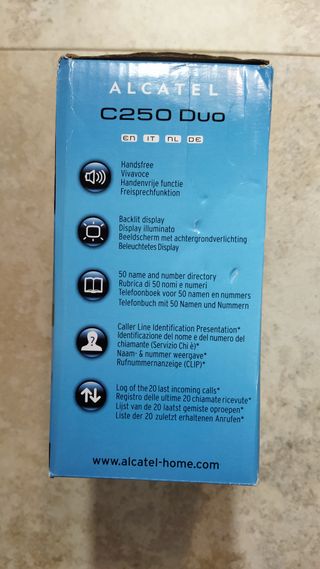 ALCATEL
C250 Duo
EN IT NL DE
Handsfree
Vivavoce
Handenvrije functie
Freisprechfunktion
Backlit display
Display illuminato
Beeldscherm met achtergrondverlichting
Beleuchtetes Display
50 name and number directory
Rubrica di 50 nomi e numeri
Telefoonboek voor 50 namen en nummers
Telefonbuch mit 50 Namen und Nummern
Caller Line Identification Presentation*
Identificazione del nome e del numero del
chiamante (Servizio Chi è)*
Naam- & nummer weergave*
Rufnummernanzeige (CLIP)*
Log of the 20 last incoming calls*
Registro delle ultime 20 chiamate ricevute*
Lijst van de 20 laatst gemiste oproepen*
Liste der 20 zuletzt erhaltenen Anrufen*
www.alcatel-home.com